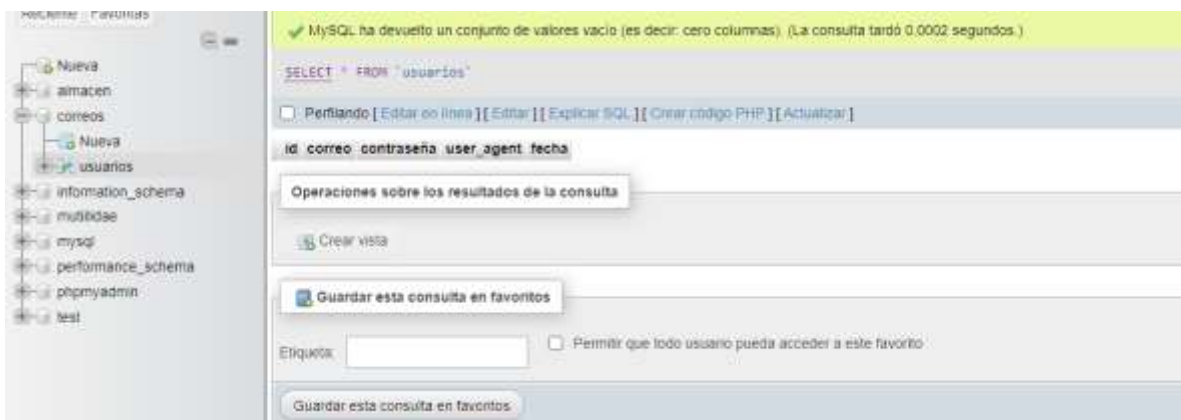 Reciente Favoritas
Nueva
almacen
correos
Nueva
usuarios
information_schema
mutillidae
mysql
performance_schema
phpmyadmin
test
MySQL ha devuelto un conjunto de valores vacío (es decir: cero columnas). (La consulta tardó 0,0002 segundos.)
SELECT * FROM `usuarios`
Perfilando [ Editar en línea ] [ Editar ] [ Explicar SQL ] [ Crear código PHP ] [ Actualizar ]
id correo contraseña user_agent fecha
Operaciones sobre los resultados de la consulta
Crear vista
Guardar esta consulta en favoritos
Etiqueta: Permitir que todo usuario pueda acceder a este favorito
Guardar esta consulta en favoritos